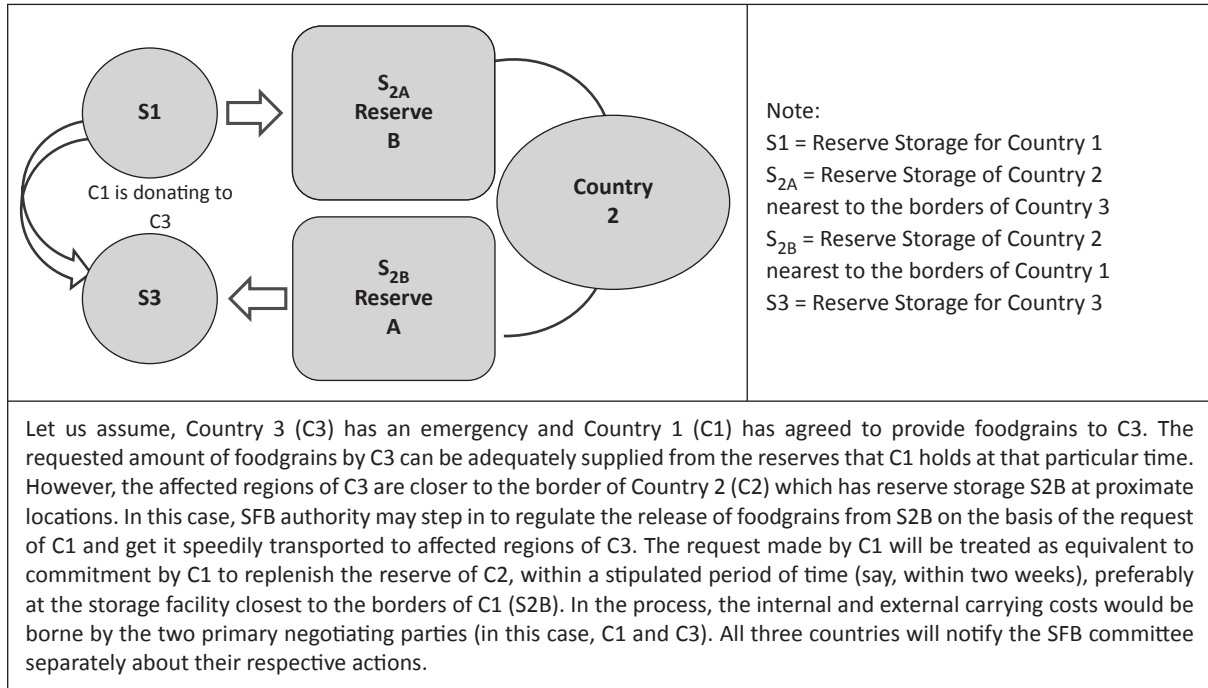 S1
S2A
Reserve
B
Country
2
C1 is donating to
C3
S3
S2B
Reserve
A
Note:
S1 = Reserve Storage for Country 1
S2A = Reserve Storage of Country 2
nearest to the borders of Country 3
S2B = Reserve Storage of Country 2
nearest to the borders of Country 1
S3 = Reserve Storage for Country 3
Let us assume, Country 3 (C3) has an emergency and Country 1 (C1) has agreed to provide foodgrains to C3. The
requested amount of foodgrains by C3 can be adequately supplied from the reserves that C1 holds at that particular time.
However, the affected regions of C3 are closer to the border of Country 2 (C2) which has reserve storage S2B at proximate
locations. In this case, SFB authority may step in to regulate the release of foodgrains from S2B on the basis of the request
of C1 and get it speedily transported to affected regions of C3. The request made by C1 will be treated as equivalent to
commitment by C1 to replenish the reserve of C2, within a stipulated period of time (say, within two weeks), preferably
at the storage facility closest to the borders of C1 (S2B). In the process, the internal and external carrying costs would be
borne by the two primary negotiating parties (in this case, C1 and C3). All three countries will notify the SFB committee
separately about their respective actions.